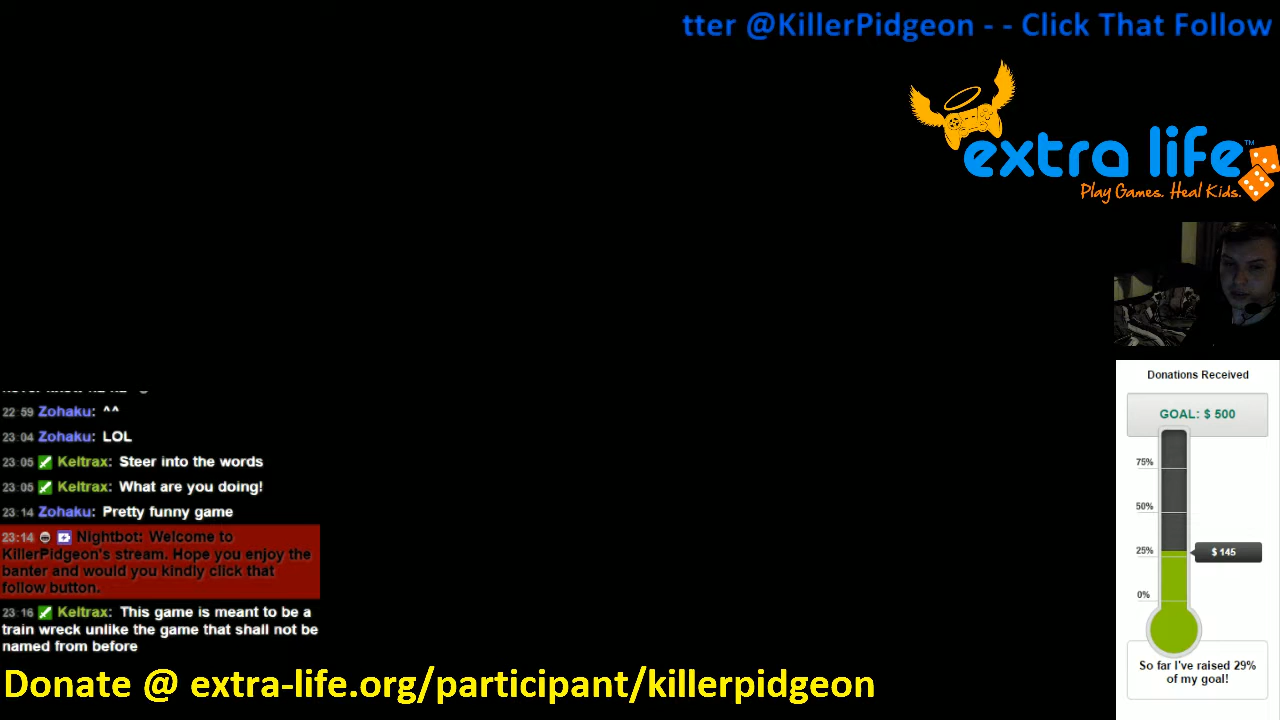 tter @KillerPidgeon - - Click That Follow
extra life™
Play Games. Heal Kids.
22:59 Zohaku: ^^
23:04 Zohaku: LOL
23:05 Keltrax: Steer into the words
23:05 Keltrax: What are you doing!
23:14 Zohaku: Pretty funny game
23:14 Nightbot: Welcome to
KillerPidgeon's stream. Hope you enjoy the
banter and would you kindly click that
follow button.
23:16 Keltrax: This game is meant to be a
train wreck unlike the game that shall not be
named from before
Donations Received
GOAL: $ 500
75%
50%
25%
$ 145
0%
So far I've raised 29%
of my goal!
Donate @ extra-life.org/participant/killerpidgeon